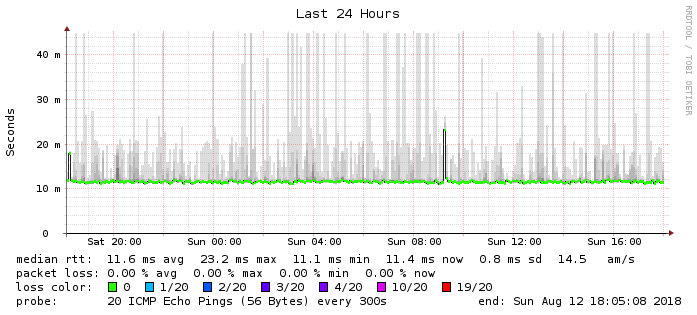 Last 24 Hours
RRDTOOL / TOBI OETIKER
Seconds
40 m
30 m
20 m
10 m
0
Sat 20:00 Sun 00:00 Sun 04:00 Sun 08:00 Sun 12:00 Sun 16:00
median rtt: 11.6 ms avg 23.2 ms max 11.1 ms min 11.4 ms now 0.8 ms sd 14.5 am/s
packet loss: 0.00 % avg 0.00 % max 0.00 % min 0.00 % now
loss color: 0 1/20 2/20 3/20 4/20 10/20 19/20
probe: 20 ICMP Echo Pings (56 Bytes) every 300s end: Sun Aug 12 18:05:08 2018